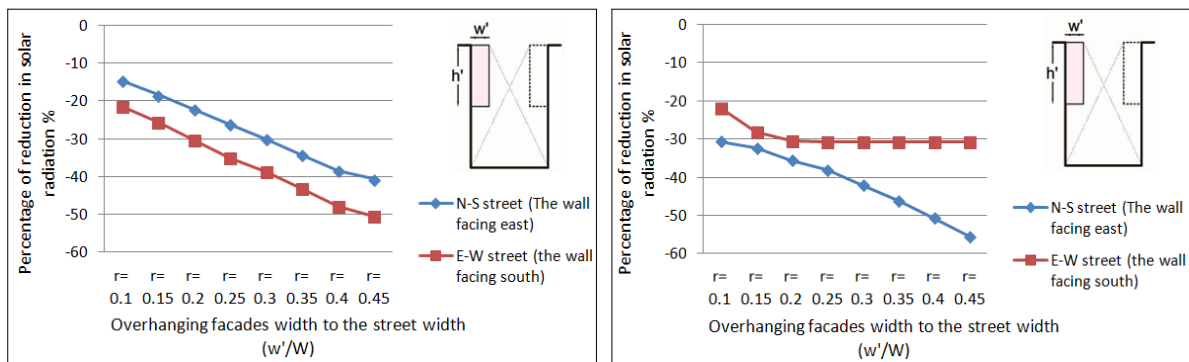 Percentage of reduction in solar
radiation %
0
-10
-20
-30
-40
-50
-60
r= r= r= r= r= r= r= r=
0.1 0.15 0.2 0.25 0.3 0.35 0.4 0.45
Overhanging facades width to the street width
(w'/W)
w'
h'
N-S street (The wall
facing east)
E-W street (the wall
facing south)
Percentage of reduction in solar
radiation %
0
-10
-20
-30
-40
-50
-60
r= r= r= r= r= r= r= r=
0.1 0.15 0.2 0.25 0.3 0.35 0.4 0.45
Overhanging facades width to the street width
(w'/W)
w'
h'
N-S street (The wall
facing east)
E-W street (the wall
facing south)